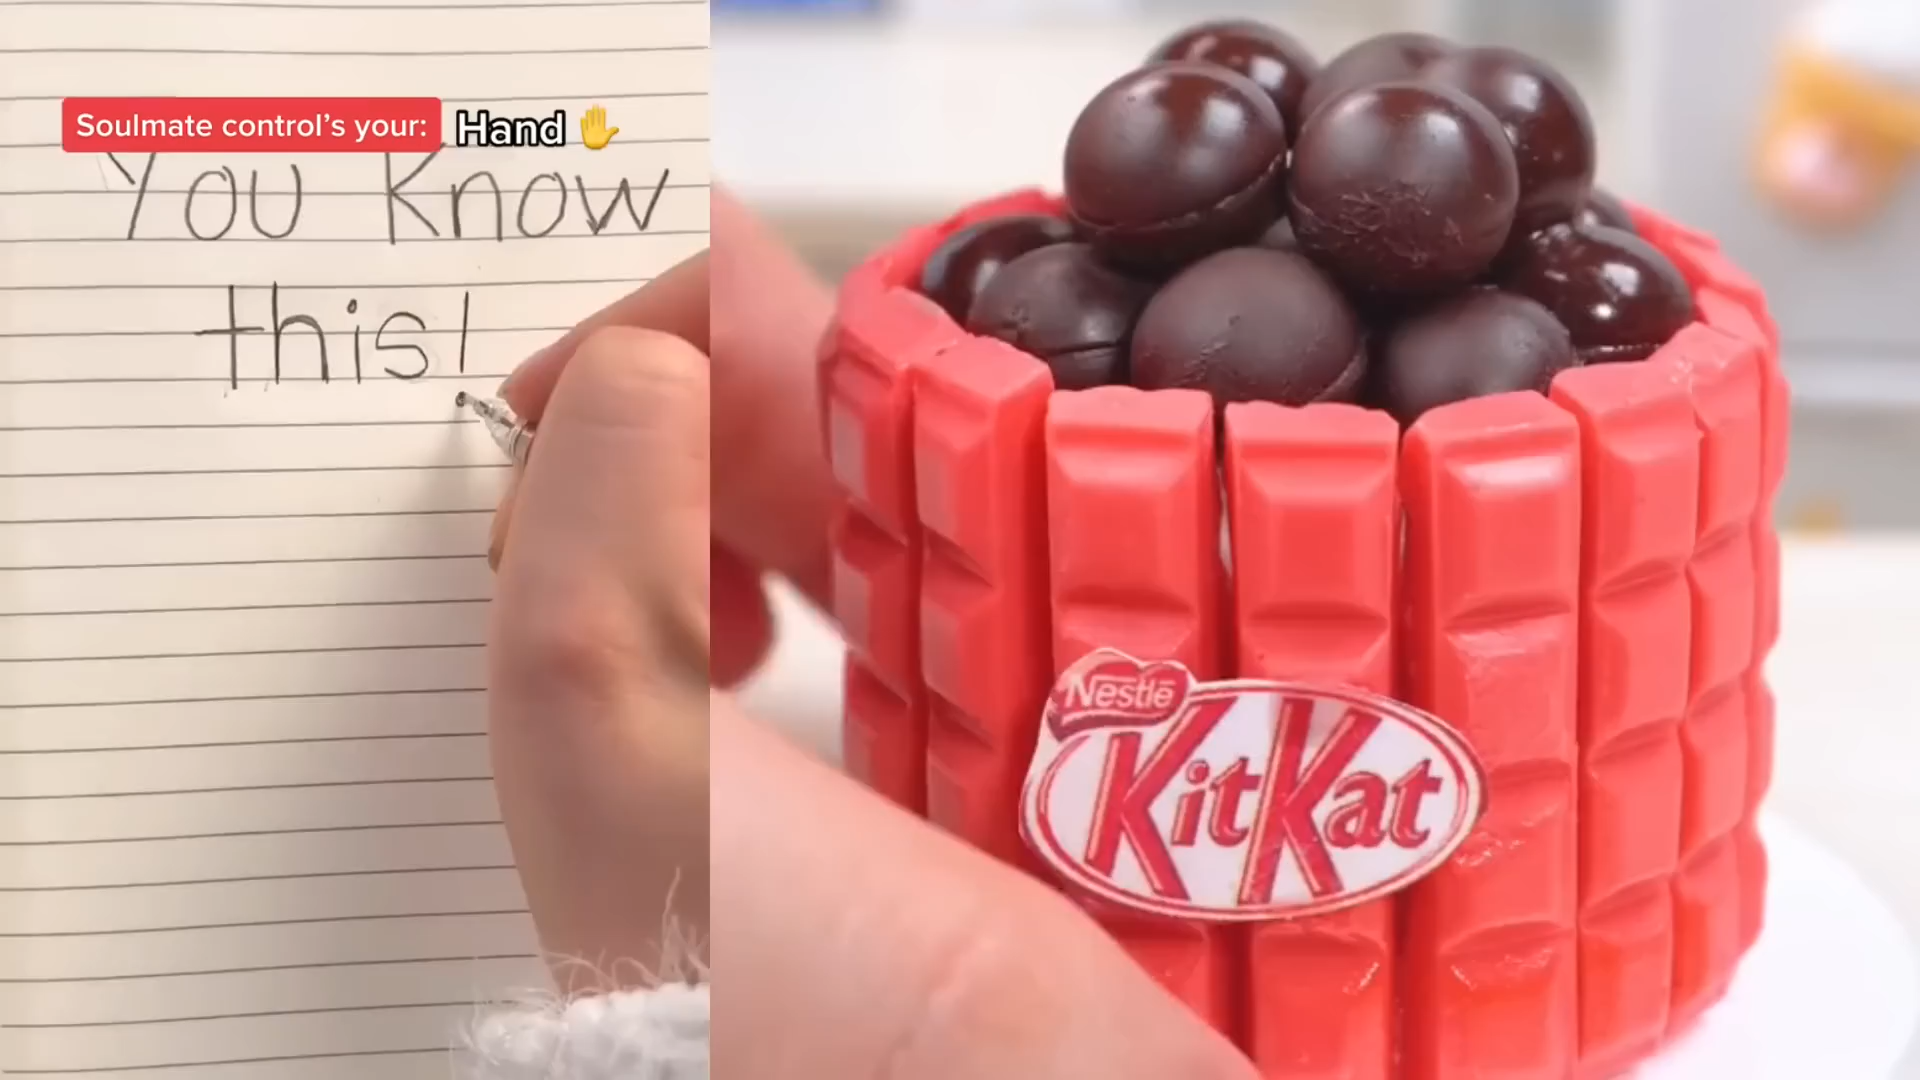 Soulmate control's your: Hand ✋
You Know
this!
Nestlé
KitKat